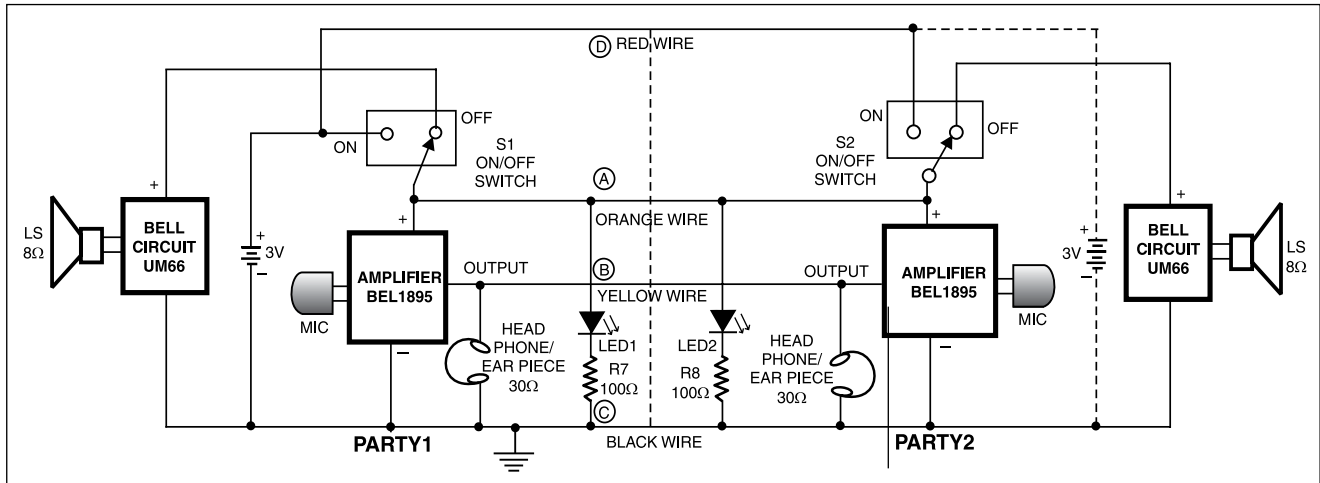 D RED WIRE
OFF
ON
S1
ON/OFF
SWITCH
ON
OFF
S2
ON/OFF
SWITCH
A
ORANGE WIRE
+
LS
8Ω
BELL
CIRCUIT
UM66
+
3V
–
MIC
+
AMPLIFIER
BEL1895
–
OUTPUT
B
YELLOW WIRE
HEAD
PHONE/
EAR PIECE
30Ω
LED1
R7
100Ω
LED2
R8
100Ω
OUTPUT
HEAD
PHONE/
EAR PIECE
30Ω
+
AMPLIFIER
BEL1895
–
MIC
+
3V
–
+
BELL
CIRCUIT
UM66
LS
8Ω
C
BLACK WIRE
PARTY1
PARTY2